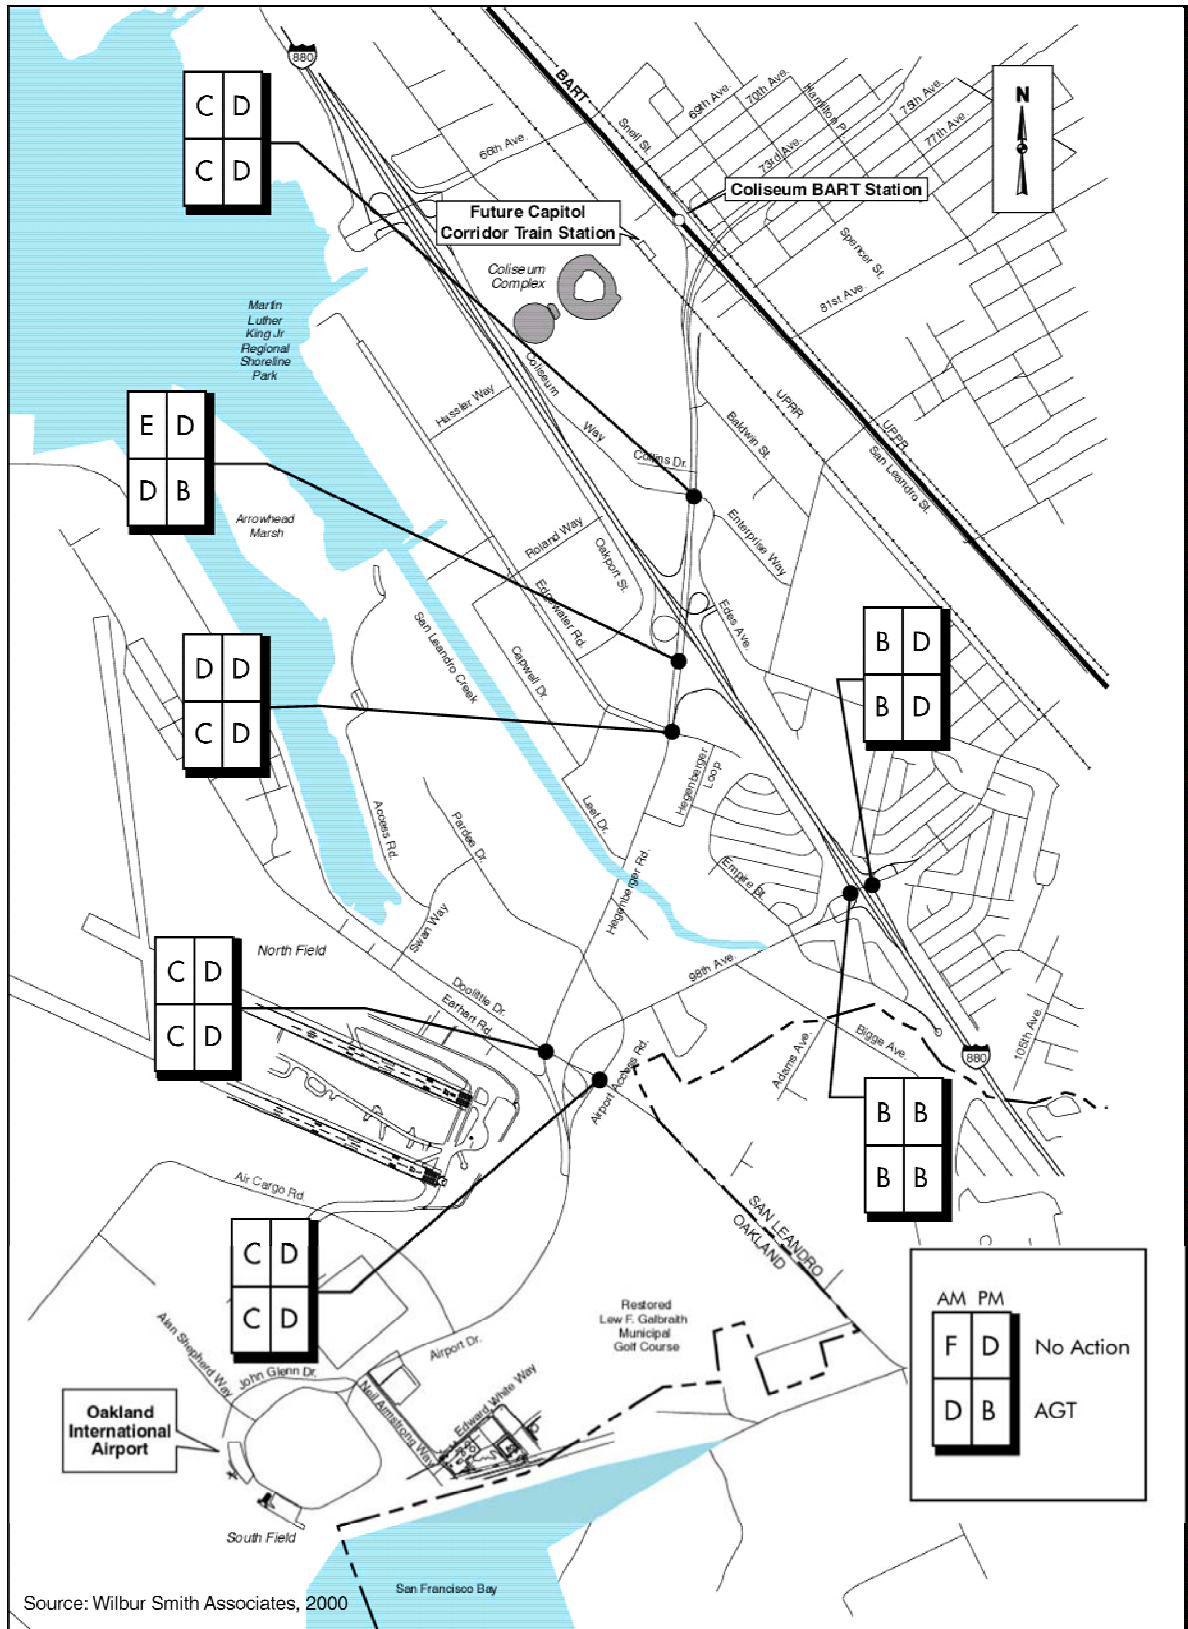 880
BART
Snell St.
69th Ave.
70th Ave.
Hamilton Pl.
75th Ave.
77th Ave.
73rd Ave.
68th Ave.
N
C D
C D
Coliseum BART Station
Future Capitol
Corridor Train Station
Coliseum
Complex
Spencer St.
81st Ave.
Martin
Luther
King Jr
Regional
Shoreline
Park
Coliseum
Way
Hassler Way
Collins Dr.
Baldwin St.
UPRR
UPPR
San Leandro St.
E D
D B
Arrowhead
Marsh
Roland Way
Oakport St.
Enterprise Way
Edgewater Rd.
Edes Ave.
San Leandro Creek
Capwell Dr.
B D
B D
D D
C D
Hegenberger
Loop
Leet Dr.
Access Rd.
Pardee Dr.
Hegenberger Rd.
Empire St.
Swan Way
North Field
98th Ave.
C D
C D
Doolittle Dr.
Earhart Rd.
Airport Access Rd.
Adams Ave.
Bigge Ave.
105th Ave.
880
B B
B B
Air Cargo Rd.
SAN LEANDRO
OAKLAND
C D
C D
Restored
Lew F. Galbraith
Municipal
Golf Course
Airport Dr.
Alan Shepherd Way
John Glenn Dr.
Neil Armstrong Way
Edward White Way
Oakland
International
Airport
South Field
San Francisco Bay
AM PM
F D No Action
D B AGT
Source: Wilbur Smith Associates, 2000